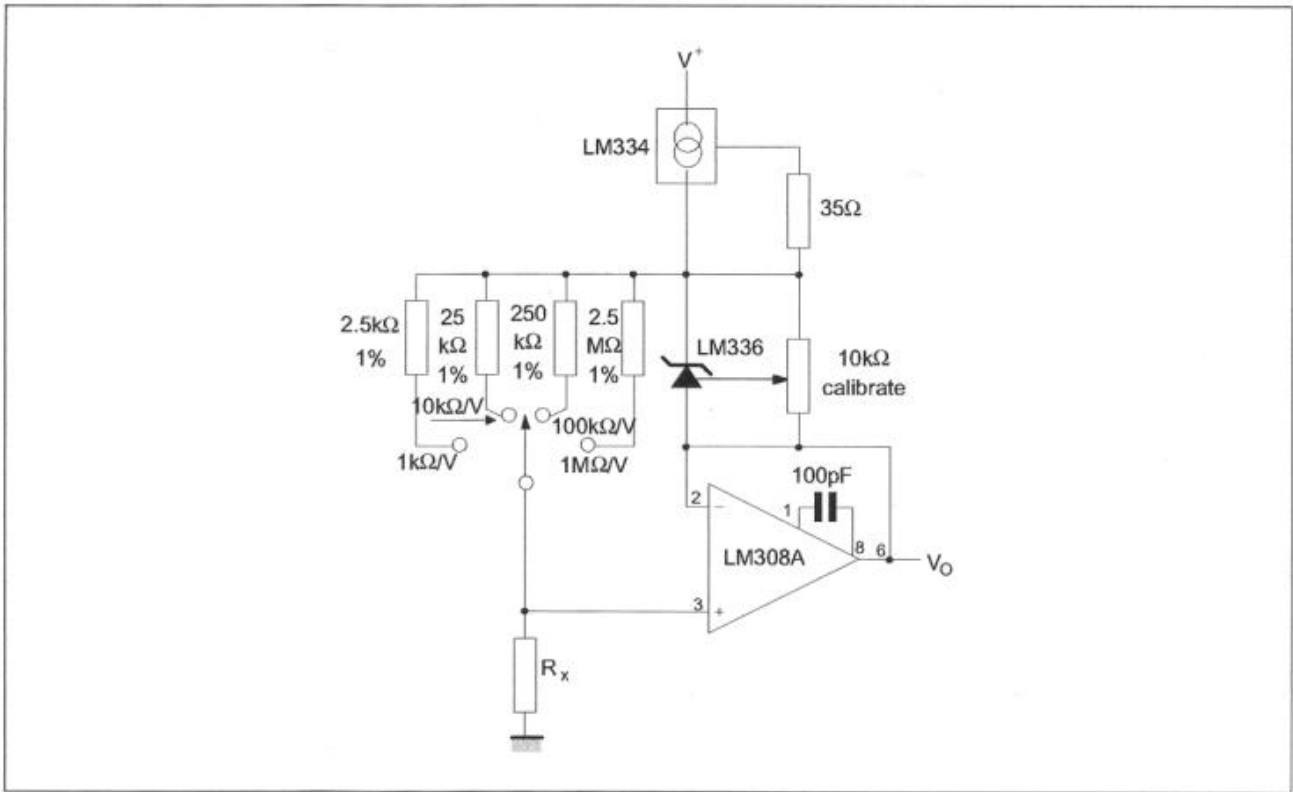 V+
LM334
35Ω
2.5kΩ
1%
25
kΩ
1%
250
kΩ
1%
2.5
MΩ
1%
LM336
10kΩ
calibrate
10kΩ/V
100kΩ/V
1kΩ/V
1MΩ/V
100pF
2
−
1
LM308A
8
6
VO
3
+
Rx